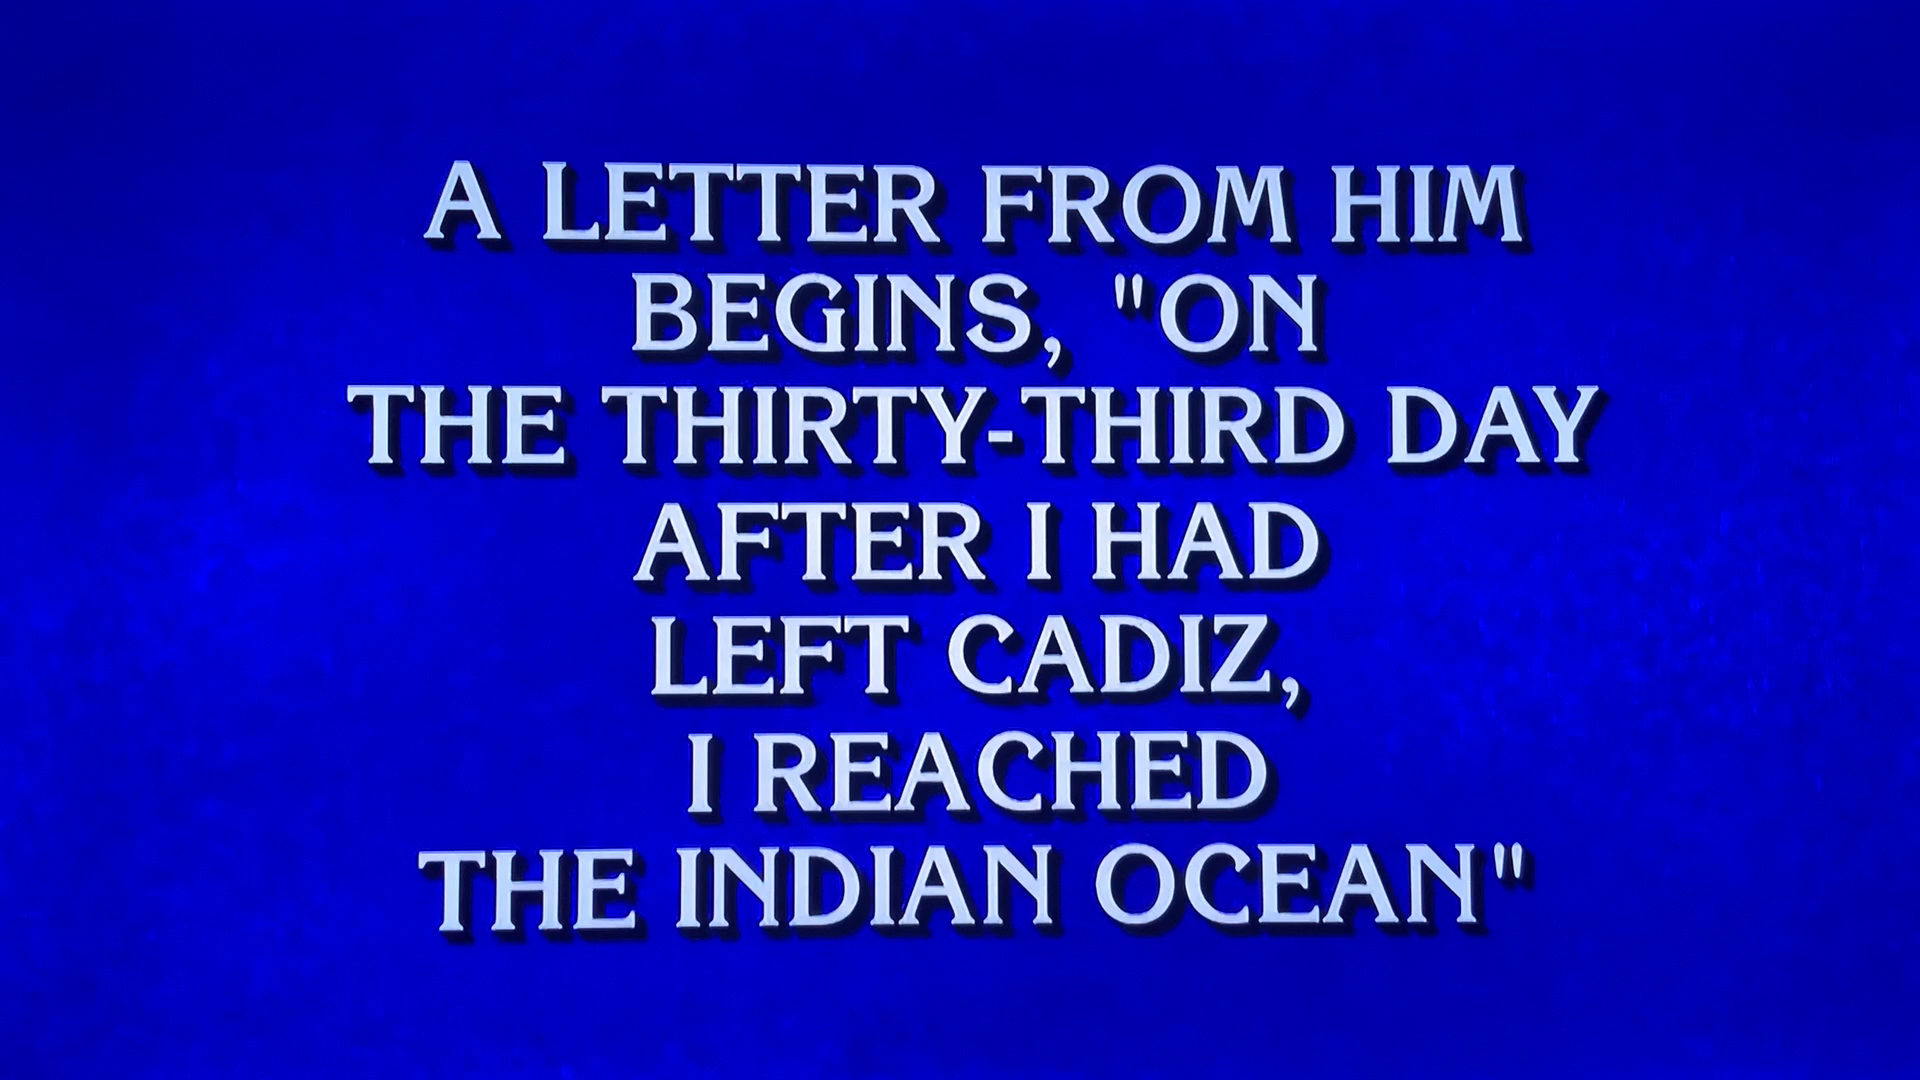 A LETTER FROM HIM
BEGINS, "ON
THE THIRTY-THIRD DAY
AFTER I HAD
LEFT CADIZ,
I REACHED
THE INDIAN OCEAN"